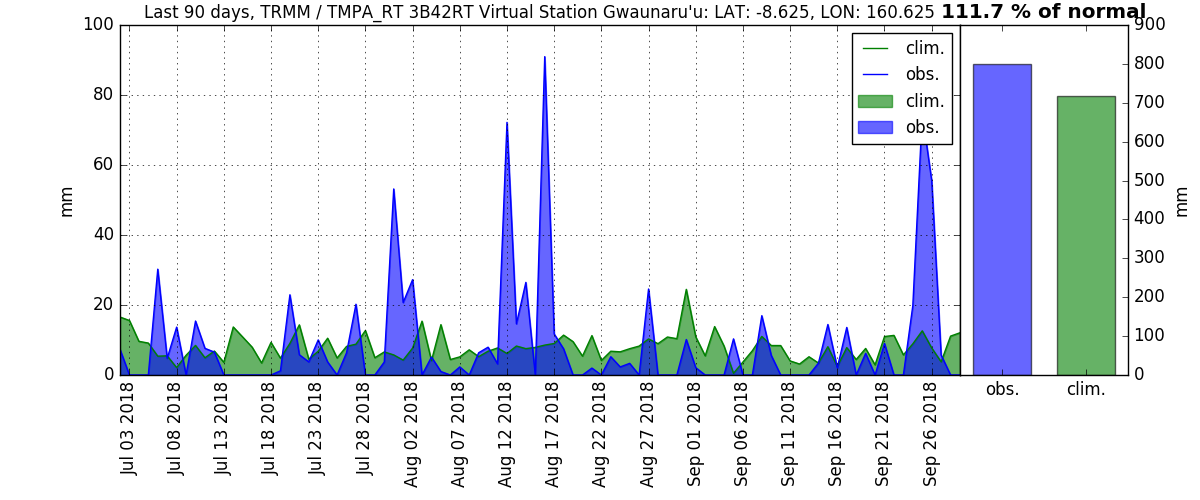 Last 90 days, TRMM / TMPA_RT 3B42RT Virtual Station Gwaunaru'u: LAT: -8.625, LON: 160.625 111.7 % of normal
100
80
60
40
20
0
mm
clim.
obs.
clim.
obs.
900
800
700
600
500
400
300
200
100
0
mm
obs.
clim.
Jul 03 2018
Jul 08 2018
Jul 13 2018
Jul 18 2018
Jul 23 2018
Jul 28 2018
Aug 02 2018
Aug 07 2018
Aug 12 2018
Aug 17 2018
Aug 22 2018
Aug 27 2018
Sep 01 2018
Sep 06 2018
Sep 11 2018
Sep 16 2018
Sep 21 2018
Sep 26 2018